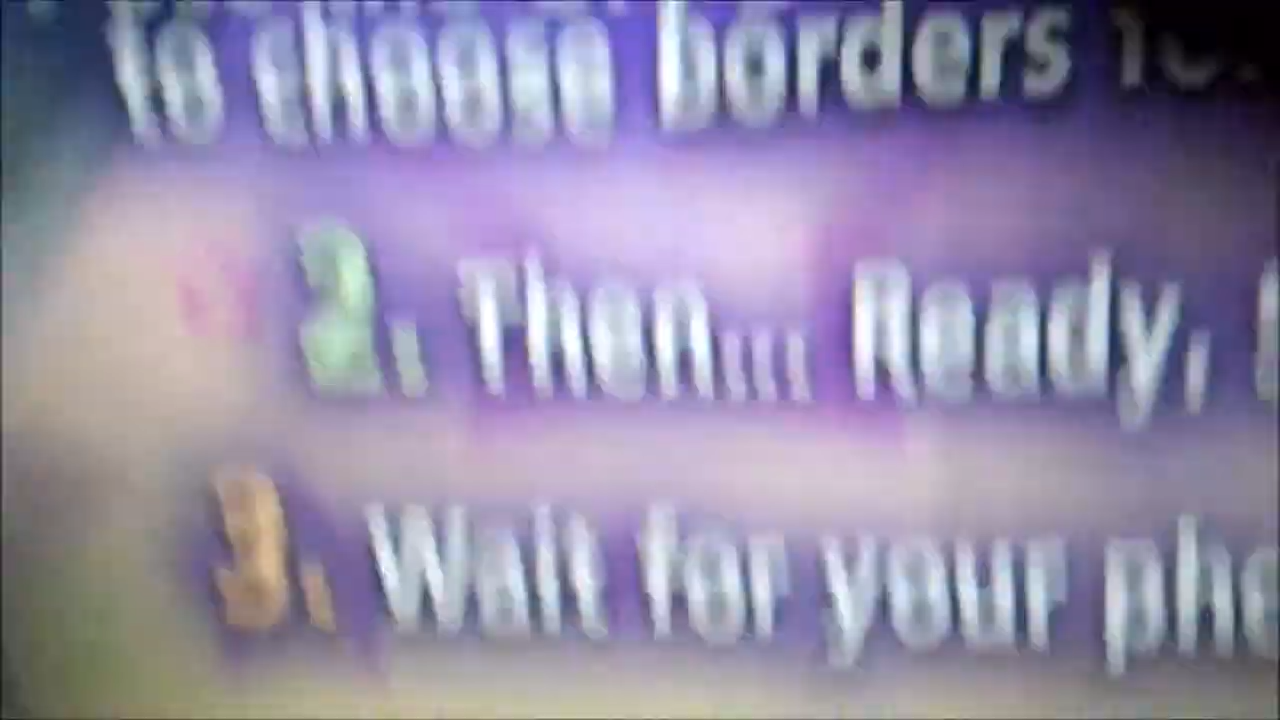 To choose borders
2. Then... Ready,
3. Wait for your